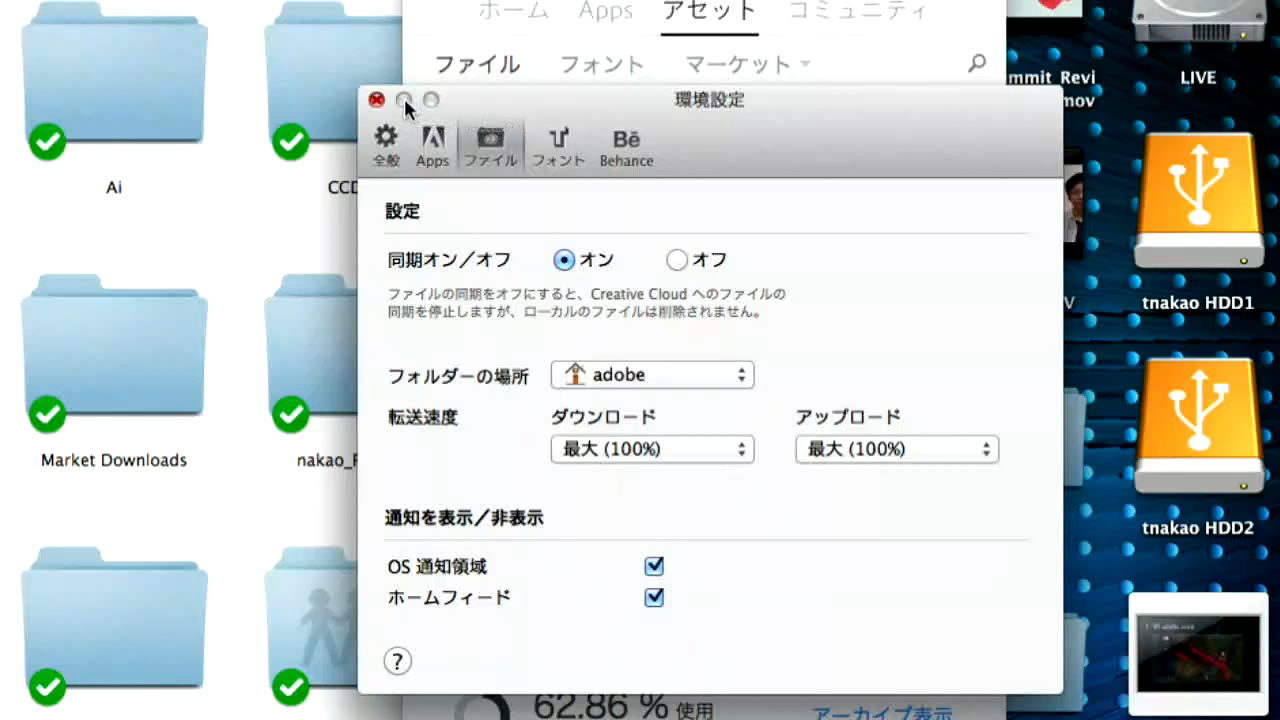 ホーム Apps アセット コミュニティ
ファイル フォント マーケット
環境設定
全般 Apps ファイル フォント Behance
設定
同期オン／オフ オン オフ
ファイルの同期をオフにすると、Creative Cloud へのファイルの
同期を停止しますが、ローカルのファイルは削除されません。
フォルダーの場所 adobe
転送速度 ダウンロード アップロード
最大 (100%) 最大 (100%)
通知を表示／非表示
OS 通知領域
ホームフィード
?
62.86 % 使用
アーカイブ表示
Ai
CCD
Market Downloads
nakao_
mmit_Revi
mov
LIVE
V
tnakao HDD1
tnakao HDD2